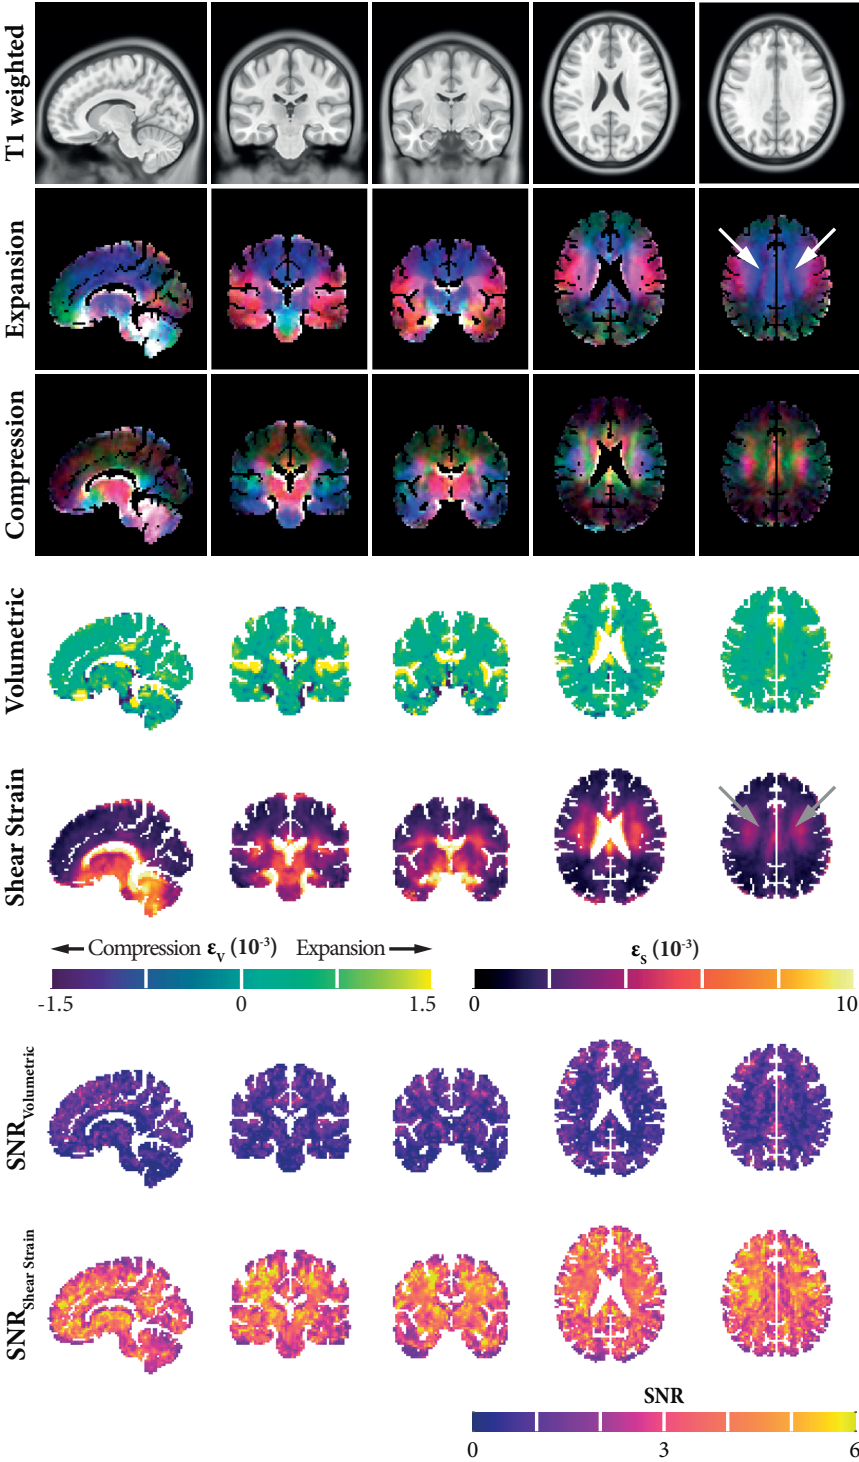 T1 weighted
Expansion
Compression
Volumetric
Shear Strain
Compression εv (10-3) Expansion
-1.5 0 1.5
εs (10-3)
0 10
SNRVolumetric
SNRShear Strain
SNR
0 3 6